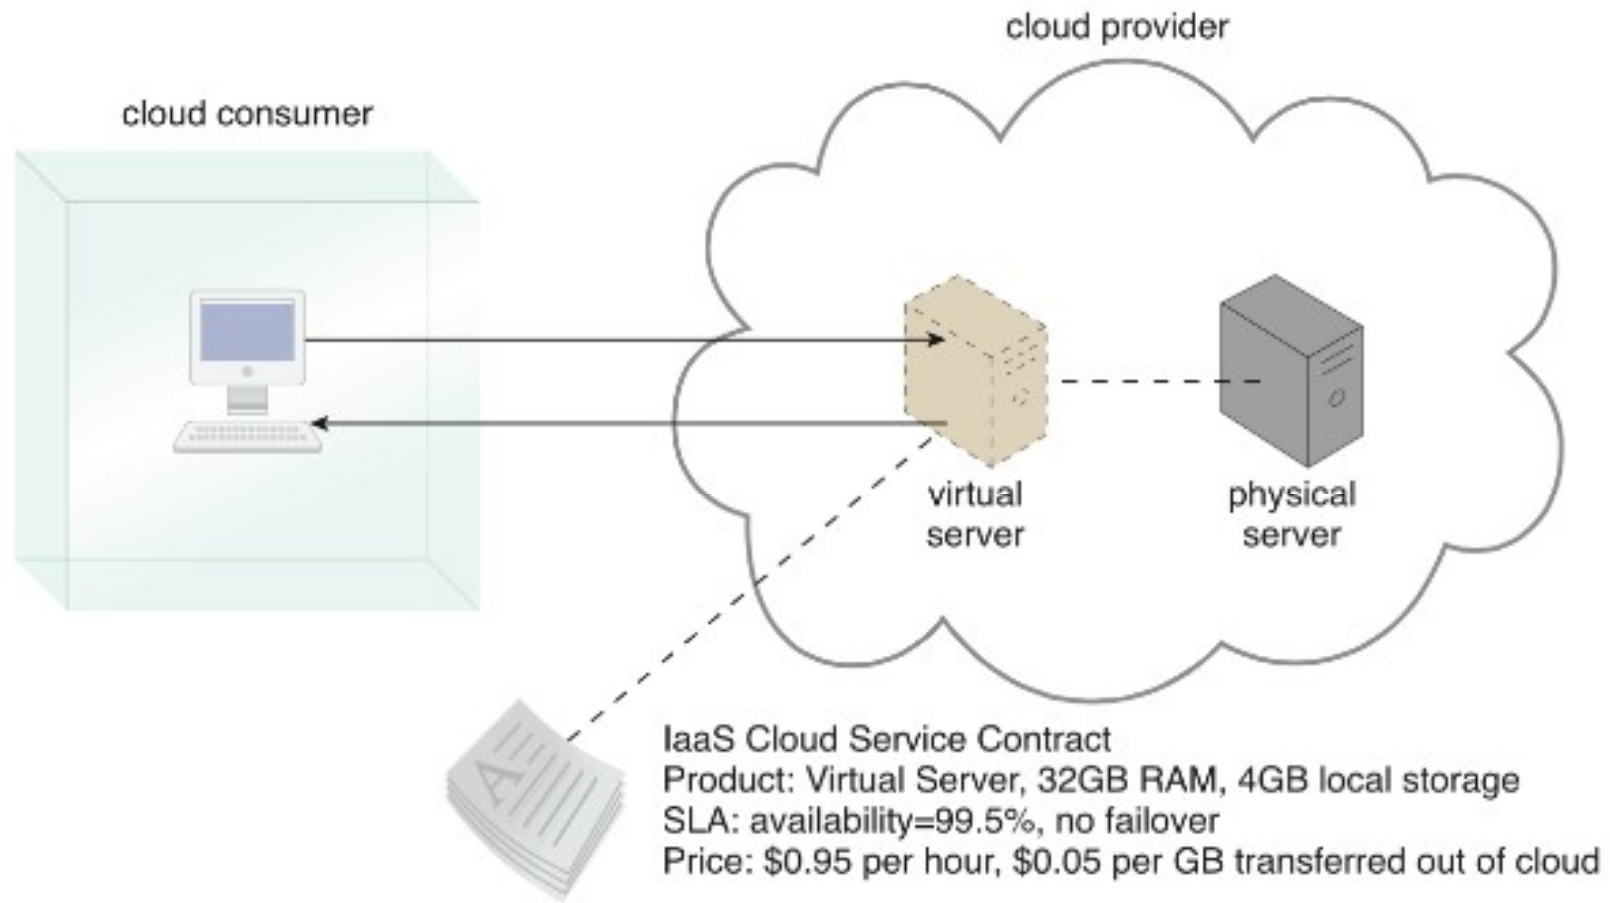 cloud provider
cloud consumer
virtual
server
physical
server
IaaS Cloud Service Contract
Product: Virtual Server, 32GB RAM, 4GB local storage
SLA: availability=99.5%, no failover
Price: $0.95 per hour, $0.05 per GB transferred out of cloud
A